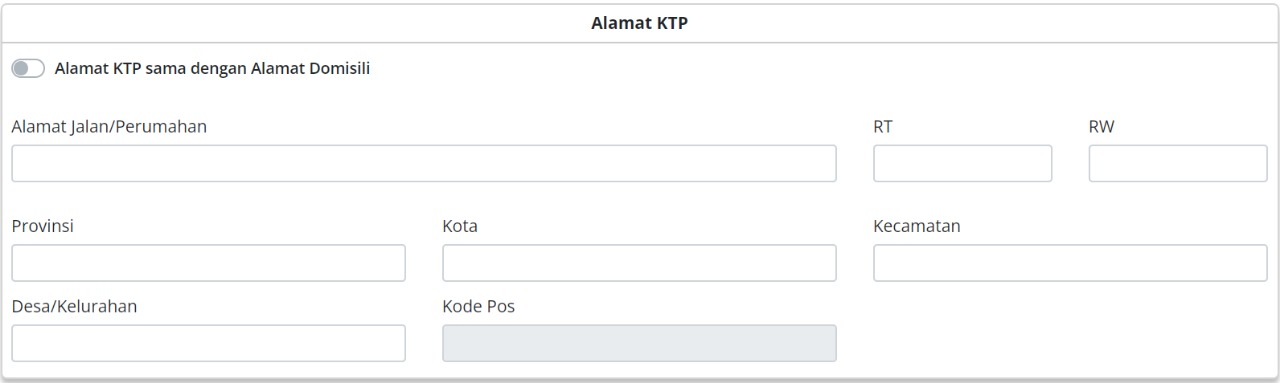 Alamat KTP
Alamat KTP sama dengan Alamat Domisili
Alamat Jalan/Perumahan RT RW
Provinsi Kota Kecamatan
Desa/Kelurahan Kode Pos